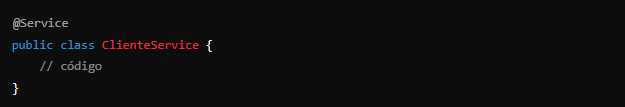 @Service
public class ClienteService {
    // código
}